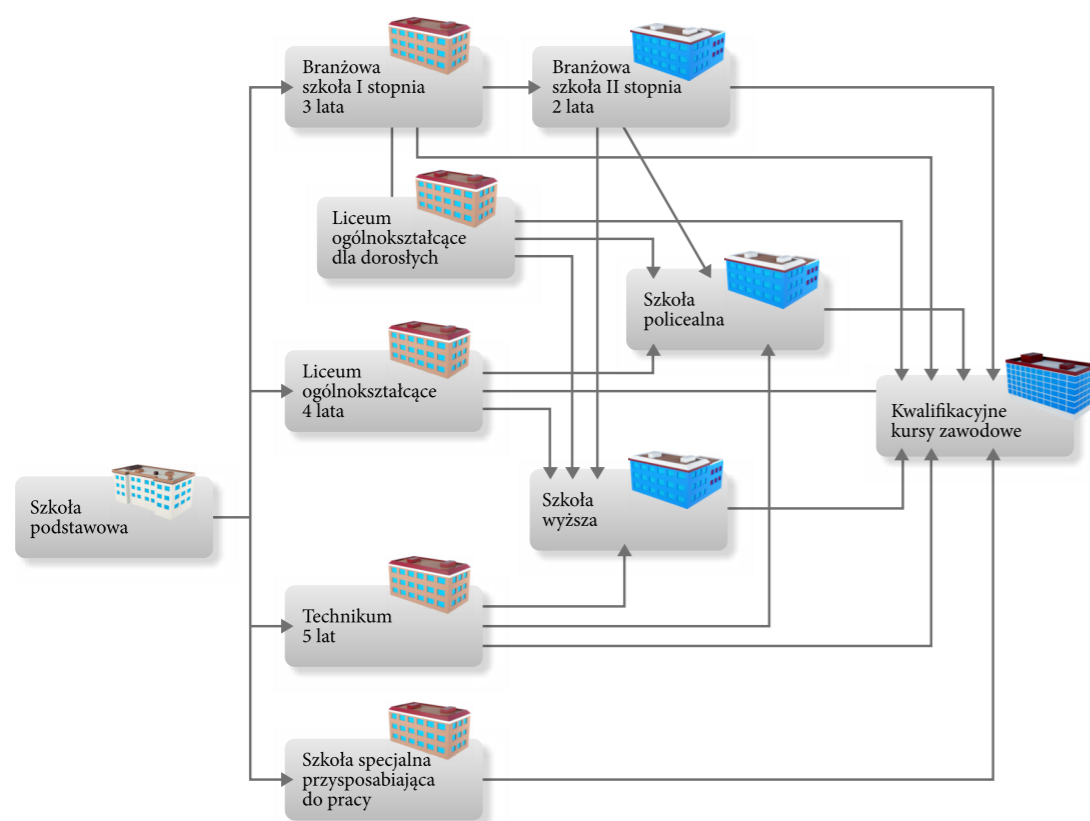 Branżowa
szkoła I stopnia
3 lata
Branżowa
szkoła II stopnia
2 lata
Liceum
ogólnokształcące
dla dorosłych
Szkoła
policealna
Liceum
ogólnokształcące
4 lata
Kwalifikacyjne
kursy zawodowe
Szkoła
podstawowa
Szkoła
wyższa
Technikum
5 lat
Szkoła specjalna
przysposabiająca
do pracy